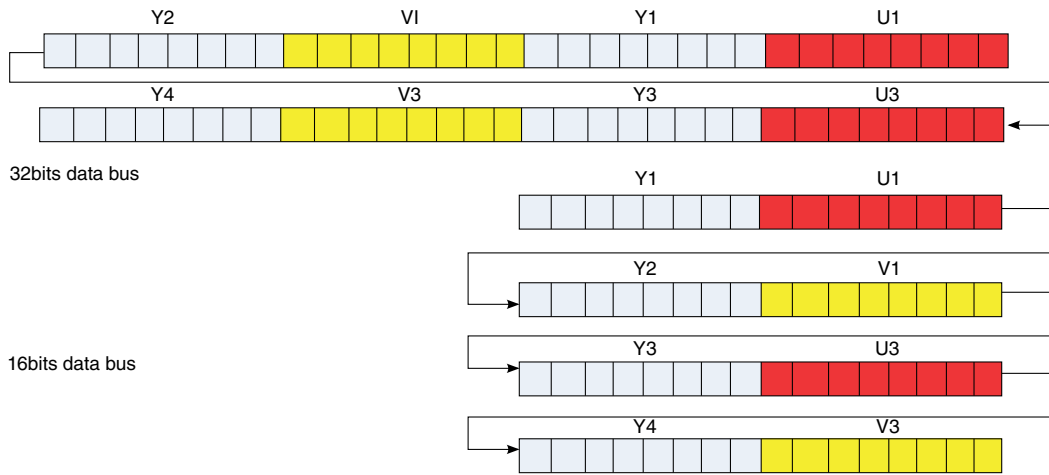 Y2 VI Y1 U1
Y4 V3 Y3 U3
32bits data bus
Y1 U1
Y2 V1
Y3 U3
16bits data bus
Y4 V3